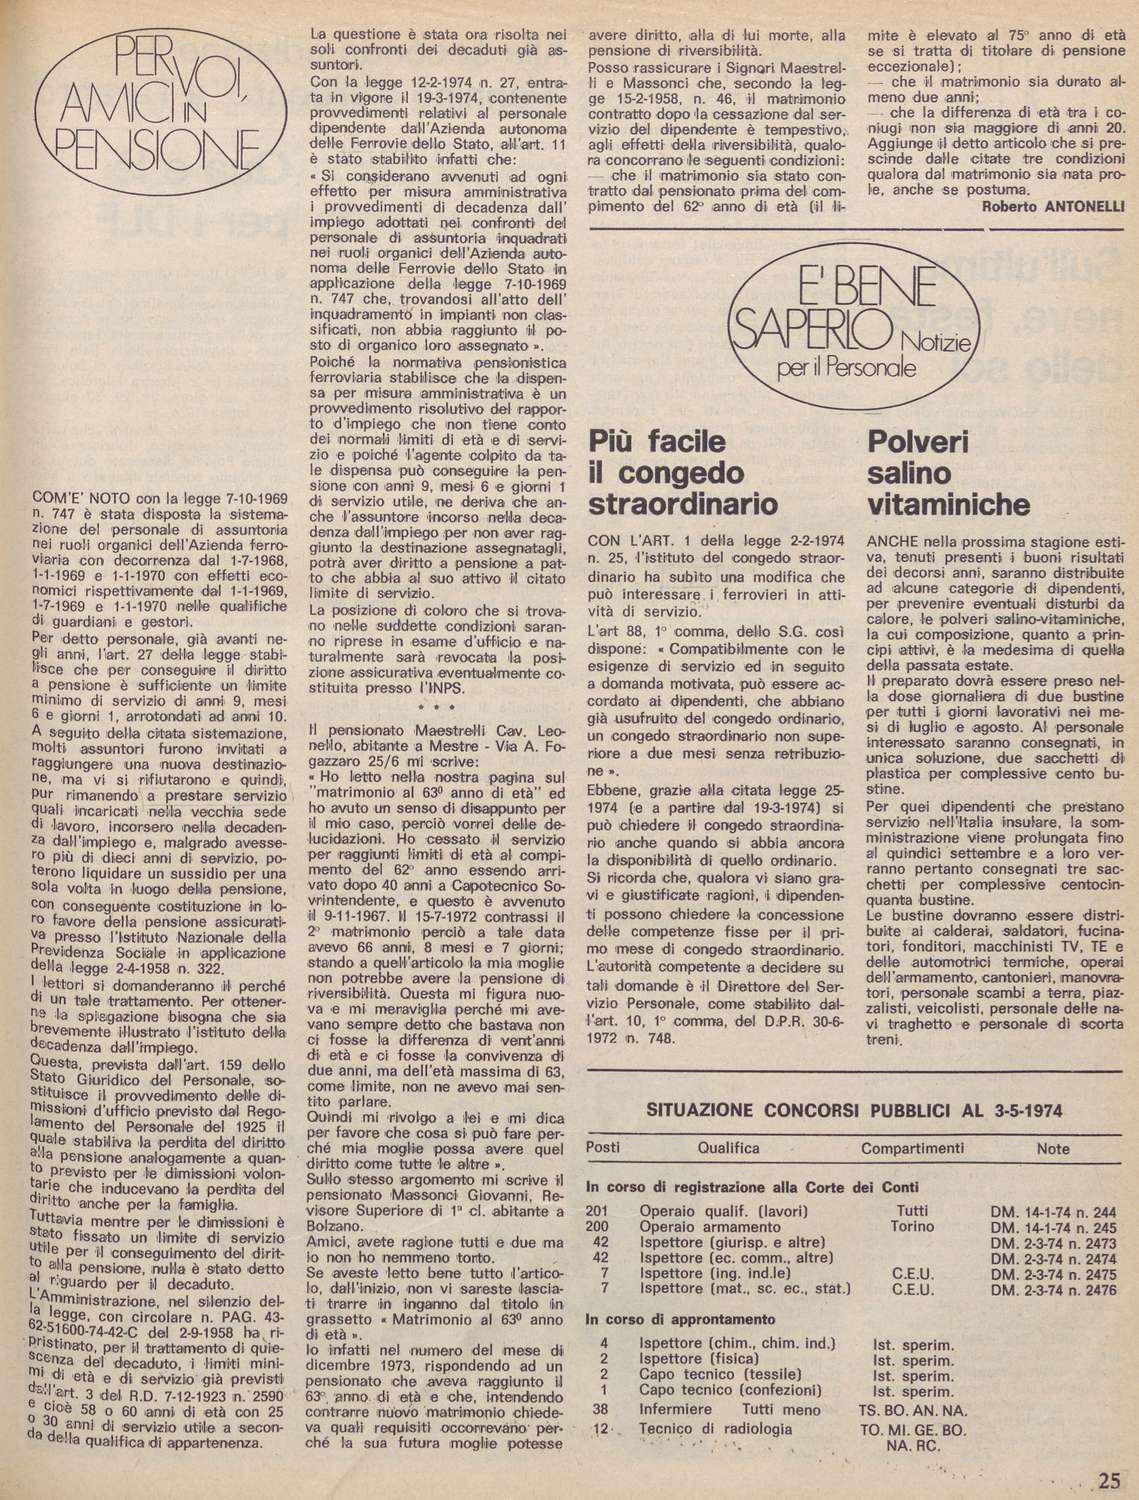 PER VOI,
AMICI IN
PENSIONE
COM'E' NOTO con la legge 7-10-1969
n. 747 è stata disposta la sistema-
zione del personale di assuntoria
nei ruoli organici dell'Azienda ferro-
viaria con decorrenza dal 1-7-1968,
1-1-1969 e 1-1-1970 con effetti eco-
nomici rispettivamente dal 1-1-1969,
1-7-1969 e 1-1-1970 nelle qualifiche
di guardiani e gestori.
Per detto personale, già avanti ne-
gli anni, l'art. 27 della legge stabi-
lisce che per conseguire il diritto
a pensione è sufficiente un limite
minimo di servizio di anni 9, mesi
6 e giorni 1, arrotondati ad anni 10.
A seguito della citata sistemazione,
molti assuntori furono invitati a
raggiungere una nuova destinazio-
ne, ma vi si rifiutarono e quindi,
pur rimanendo a prestare servizio
quali incaricati nella vecchia sede
di lavoro, incorsero nella decaden-
za dall'impiego e, malgrado avesse-
ro più di dieci anni di servizio, po-
terono liquidare un sussidio per una
sola volta in luogo della pensione,
con conseguente costituzione in lo-
ro favore della pensione assicurati-
va presso l'Istituto Nazionale della
Previdenza Sociale in applicazione
della legge 2-4-1958 n. 322.
I lettori si domanderanno il perché
di un tale trattamento. Per ottener-
ne la spiegazione bisogna che sia
brevemente illustrato l'istituto della
decadenza dall'impiego.
Questa, prevista dall'art. 159 dello
Stato Giuridico del Personale, so-
stituisce il provvedimento delle di-
missioni d'ufficio previsto dal Rego-
lamento del Personale del 1925 il
quale stabiliva la perdita del diritto
alla pensione analogamente a quan-
to previsto per le dimissioni volon-
tarie che inducevano la perdita del
diritto anche per la famiglia.
Tuttavia mentre per le dimissioni è
stato fissato un limite di servizio
utile per il conseguimento del dirit-
to alla pensione, nulla è stato detto
al riguardo per il decaduto.
L'Amministrazione, nel silenzio del-
la legge, con circolare n. PAG. 43-
62-51600-74-42-C del 2-9-1958 ha ri-
pristinato, per il trattamento di quie-
scenza del decaduto, i limiti mini-
mi di età e di servizio già previsti
dall'art. 3 del R.D. 7-12-1923 n. 2590
e cioè 58 o 60 anni di età con 25
o 30 anni di servizio utile a secon-
da della qualifica di appartenenza.
La questione è stata ora risolta nei
soli confronti dei decaduti già as-
suntori.
Con la legge 12-2-1974 n. 27, entra-
ta in vigore il 19-3-1974, contenente
provvedimenti relativi al personale
dipendente dall'Azienda autonoma
delle Ferrovie dello Stato, all'art. 11
è stato stabilito infatti che:
« Si considerano avvenuti ad ogni
effetto per misura amministrativa
i provvedimenti di decadenza dall'
impiego adottati nei confronti del
personale di assuntoria inquadrati
nei ruoli organici dell'Azienda auto-
noma delle Ferrovie dello Stato in
applicazione della legge 7-10-1969
n. 747 che, trovandosi all'atto dell'
inquadramento in impianti non clas-
sificati, non abbia raggiunto il po-
sto di organico loro assegnato ».
Poiché la normativa pensionistica
ferroviaria stabilisce che la dispen-
sa per misura amministrativa è un
provvedimento risolutivo del rappor-
to d'impiego che non tiene conto
dei normali limiti di età e di servi-
zio e poiché l'agente colpito da ta-
le dispensa può conseguire la pen-
sione con anni 9, mesi 6 e giorni 1
di servizio utile, ne deriva che an-
che l'assuntore incorso nella deca-
denza dall'impiego per non aver rag-
giunto la destinazione assegnatagli,
potrà aver diritto a pensione a pat-
to che abbia al suo attivo il citato
limite di servizio.
La posizione di coloro che si trova-
no nelle suddette condizioni saran-
no riprese in esame d'ufficio e na-
turalmente sarà revocata la posi-
zione assicurativa eventualmente co-
stituita presso l'INPS.
* * *
Il pensionato Maestrelli Cav. Leo-
nello, abitante a Mestre - Via A. Fo-
gazzaro 25/6 mi scrive:
« Ho letto nella nostra pagina sul
"matrimonio al 63° anno di età" ed
ho avuto un senso di disappunto per
il mio caso, perciò vorrei delle de-
lucidazioni. Ho cessato il servizio
per raggiunti limiti di età al compi-
mento del 62° anno essendo arri-
vato dopo 40 anni a Capotecnico So-
vrintendente, e questo è avvenuto
il 9-11-1967. Il 15-7-1972 contrassi il
2° matrimonio perciò a tale data
avevo 66 anni, 8 mesi e 7 giorni;
stando a quell'articolo la mia moglie
non potrebbe avere la pensione di
riversibilità. Questa mi figura nuo-
va e mi meraviglia perché mi ave-
vano sempre detto che bastava non
ci fosse la differenza di vent'anni
di età e ci fosse la convivenza di
due anni, ma dell'età massima di 63,
come limite, non ne avevo mai sen-
tito parlare.
Quindi mi rivolgo a lei e mi dica
per favore che cosa si può fare per-
ché mia moglie possa avere quel
diritto come tutte le altre ».
Sullo stesso argomento mi scrive il
pensionato Massonci Giovanni, Re-
visore Superiore di 1ª cl. abitante a
Bolzano.
Amici, avete ragione tutti e due ma
io non ho nemmeno torto.
Se aveste letto bene tutto l'artico-
lo, dall'inizio, non vi sareste lascia-
ti trarre in inganno dal titolo in
grassetto « Matrimonio al 63° anno
di età ».
Io infatti nel numero del mese di
dicembre 1973, rispondendo ad un
pensionato che aveva raggiunto il
63° anno di età e che, intendendo
contrarre nuovo matrimonio chiede-
va quali requisiti occorrevano per-
ché la sua futura moglie potesse
avere diritto, alla di lui morte, alla
pensione di riversibilità.
Posso rassicurare i Signori Maestrel-
li e Massonci che, secondo la leg-
ge 15-2-1958, n. 46, il matrimonio
contratto dopo la cessazione dal ser-
vizio del dipendente è tempestivo,
agli effetti della riversibilità, qualo-
ra concorrano le seguenti condizioni:
— che il matrimonio sia stato con-
tratto dal pensionato prima del com-
pimento del 62° anno di età (il li-
mite è elevato al 75° anno di età
se si tratta di titolare di pensione
eccezionale);
— che il matrimonio sia durato al-
meno due anni;
— che la differenza di età tra i co-
niugi non sia maggiore di anni 20.
Aggiunge il detto articolo che si pre-
scinde dalle citate tre condizioni
qualora dal matrimonio sia nata pro-
le, anche se postuma.
Roberto ANTONELLI
E' BENE
SAPERLO Notizie
per il Personale
Più facile
il congedo
straordinario
CON L'ART. 1 della legge 2-2-1974
n. 25, l'istituto del congedo straor-
dinario ha subìto una modifica che
può interessare i ferrovieri in atti-
vità di servizio.
L'art 88, 1° comma, dello S.G. così
dispone: « Compatibilmente con le
esigenze di servizio ed in seguito
a domanda motivata, può essere ac-
cordato ai dipendenti, che abbiano
già usufruito del congedo ordinario,
un congedo straordinario non supe-
riore a due mesi senza retribuzio-
ne ».
Ebbene, grazie alla citata legge 25-
1974 (e a partire dal 19-3-1974) si
può chiedere il congedo straordina-
rio anche quando si abbia ancora
la disponibilità di quello ordinario.
Si ricorda che, qualora vi siano gra-
vi e giustificate ragioni, i dipenden-
ti possono chiedere la concessione
delle competenze fisse per il pri-
mo mese di congedo straordinario.
L'autorità competente a decidere su
tali domande è il Direttore del Ser-
vizio Personale, come stabilito dal-
l'art. 10, 1° comma, del D.P.R. 30-6-
1972 n. 748.
Polveri
salino
vitaminiche
ANCHE nella prossima stagione esti-
va, tenuti presenti i buoni risultati
dei decorsi anni, saranno distribuite
ad alcune categorie di dipendenti,
per prevenire eventuali disturbi da
calore, le polveri salino-vitaminiche,
la cui composizione, quanto a prin-
cipi attivi, è la medesima di quella
della passata estate.
Il preparato dovrà essere preso nel-
la dose giornaliera di due bustine
per tutti i giorni lavorativi nei me-
si di luglio e agosto. Al personale
interessato saranno consegnati, in
unica soluzione, due sacchetti di
plastica per complessive cento bu-
stine.
Per quei dipendenti che prestano
servizio nell'Italia insulare, la som-
ministrazione viene prolungata fino
al quindici settembre e a loro ver-
ranno pertanto consegnati tre sac-
chetti per complessive centocin-
quanta bustine.
Le bustine dovranno essere distri-
buite ai calderai, saldatori, fucina-
tori, fonditori, macchinisti TV, TE e
delle automotrici termiche, operai
dell'armamento, cantonieri, manovra-
tori, personale scambi a terra, piaz-
zalisti, veicolisti, personale delle na-
vi traghetto e personale di scorta
treni.
SITUAZIONE CONCORSI PUBBLICI AL 3-5-1974
Posti Qualifica Compartimenti Note
In corso di registrazione alla Corte dei Conti
201 Operaio qualif. (lavori) Tutti DM. 14-1-74 n. 244
200 Operaio armamento Torino DM. 14-1-74 n. 245
42 Ispettore (giurisp. e altre) DM. 2-3-74 n. 2473
42 Ispettore (ec. comm., altre) DM. 2-3-74 n. 2474
7 Ispettore (ing. ind.le) C.E.U. DM. 2-3-74 n. 2475
7 Ispettore (mat., sc. ec., stat.) C.E.U. DM. 2-3-74 n. 2476
In corso di approntamento
4 Ispettore (chim., chim. ind.) Ist. sperim.
2 Ispettore (fisica) Ist. sperim.
2 Capo tecnico (tessile) Ist. sperim.
1 Capo tecnico (confezioni) Ist. sperim.
38 Infermiere Tutti meno TS. BO. AN. NA.
12 Tecnico di radiologia TO. MI. GE. BO.
NA. RC.
25